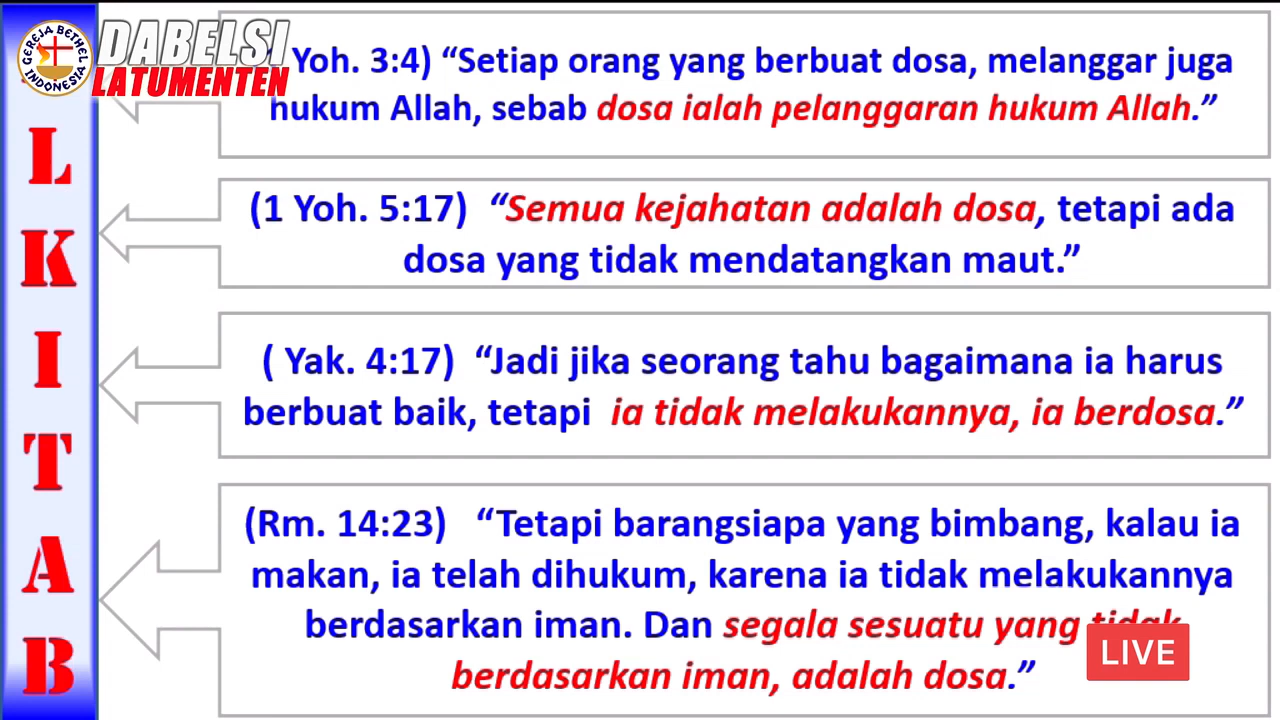 GEREJA BETHEL INDONESIA
DABELSI
LATUMENTEN
L
K
I
T
A
B
Yoh. 3:4) “Setiap orang yang berbuat dosa, melanggar juga
hukum Allah, sebab dosa ialah pelanggaran hukum Allah.”
(1 Yoh. 5:17) “Semua kejahatan adalah dosa, tetapi ada
dosa yang tidak mendatangkan maut.”
( Yak. 4:17) “Jadi jika seorang tahu bagaimana ia harus
berbuat baik, tetapi ia tidak melakukannya, ia berdosa.”
(Rm. 14:23) “Tetapi barangsiapa yang bimbang, kalau ia
makan, ia telah dihukum, karena ia tidak melakukannya
berdasarkan iman. Dan segala sesuatu yang tidak
berdasarkan iman, adalah dosa.”
LIVE